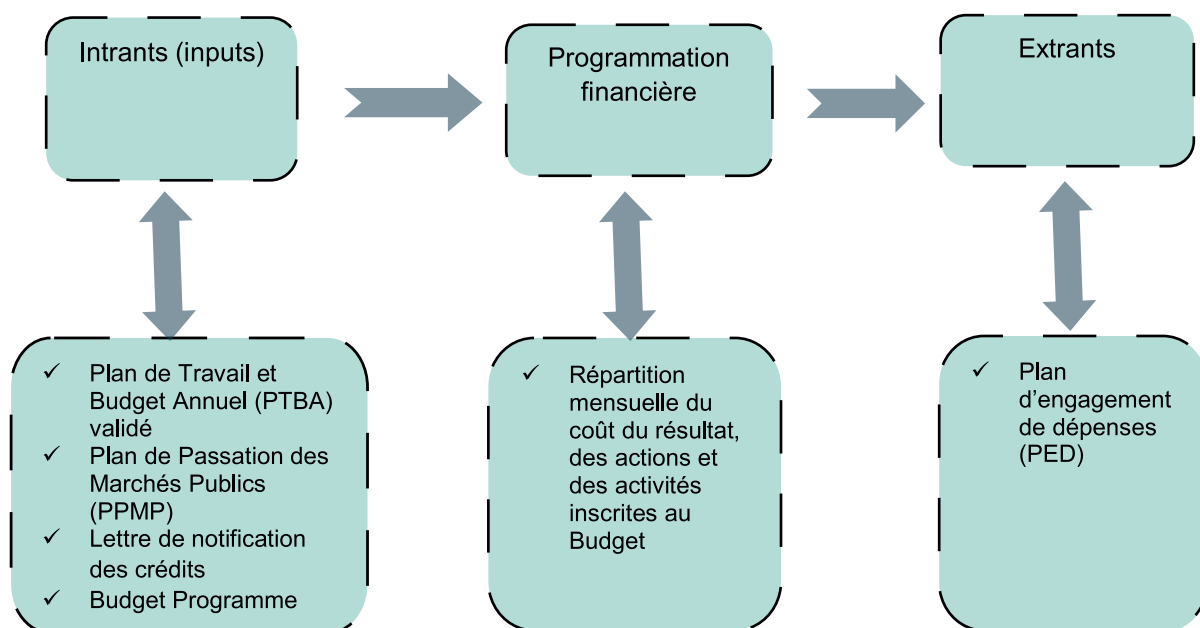 Intrants (inputs)
Programmation
financière
Extrants
✓ Plan de Travail et
Budget Annuel (PTBA)
validé
✓ Plan de Passation des
Marchés Publics
(PPMP)
✓ Lettre de notification
des crédits
✓ Budget Programme
✓ Répartition
mensuelle du
coût du résultat,
des actions et
des activités
inscrites au
Budget
✓ Plan
d’engagement
de dépenses
(PED)